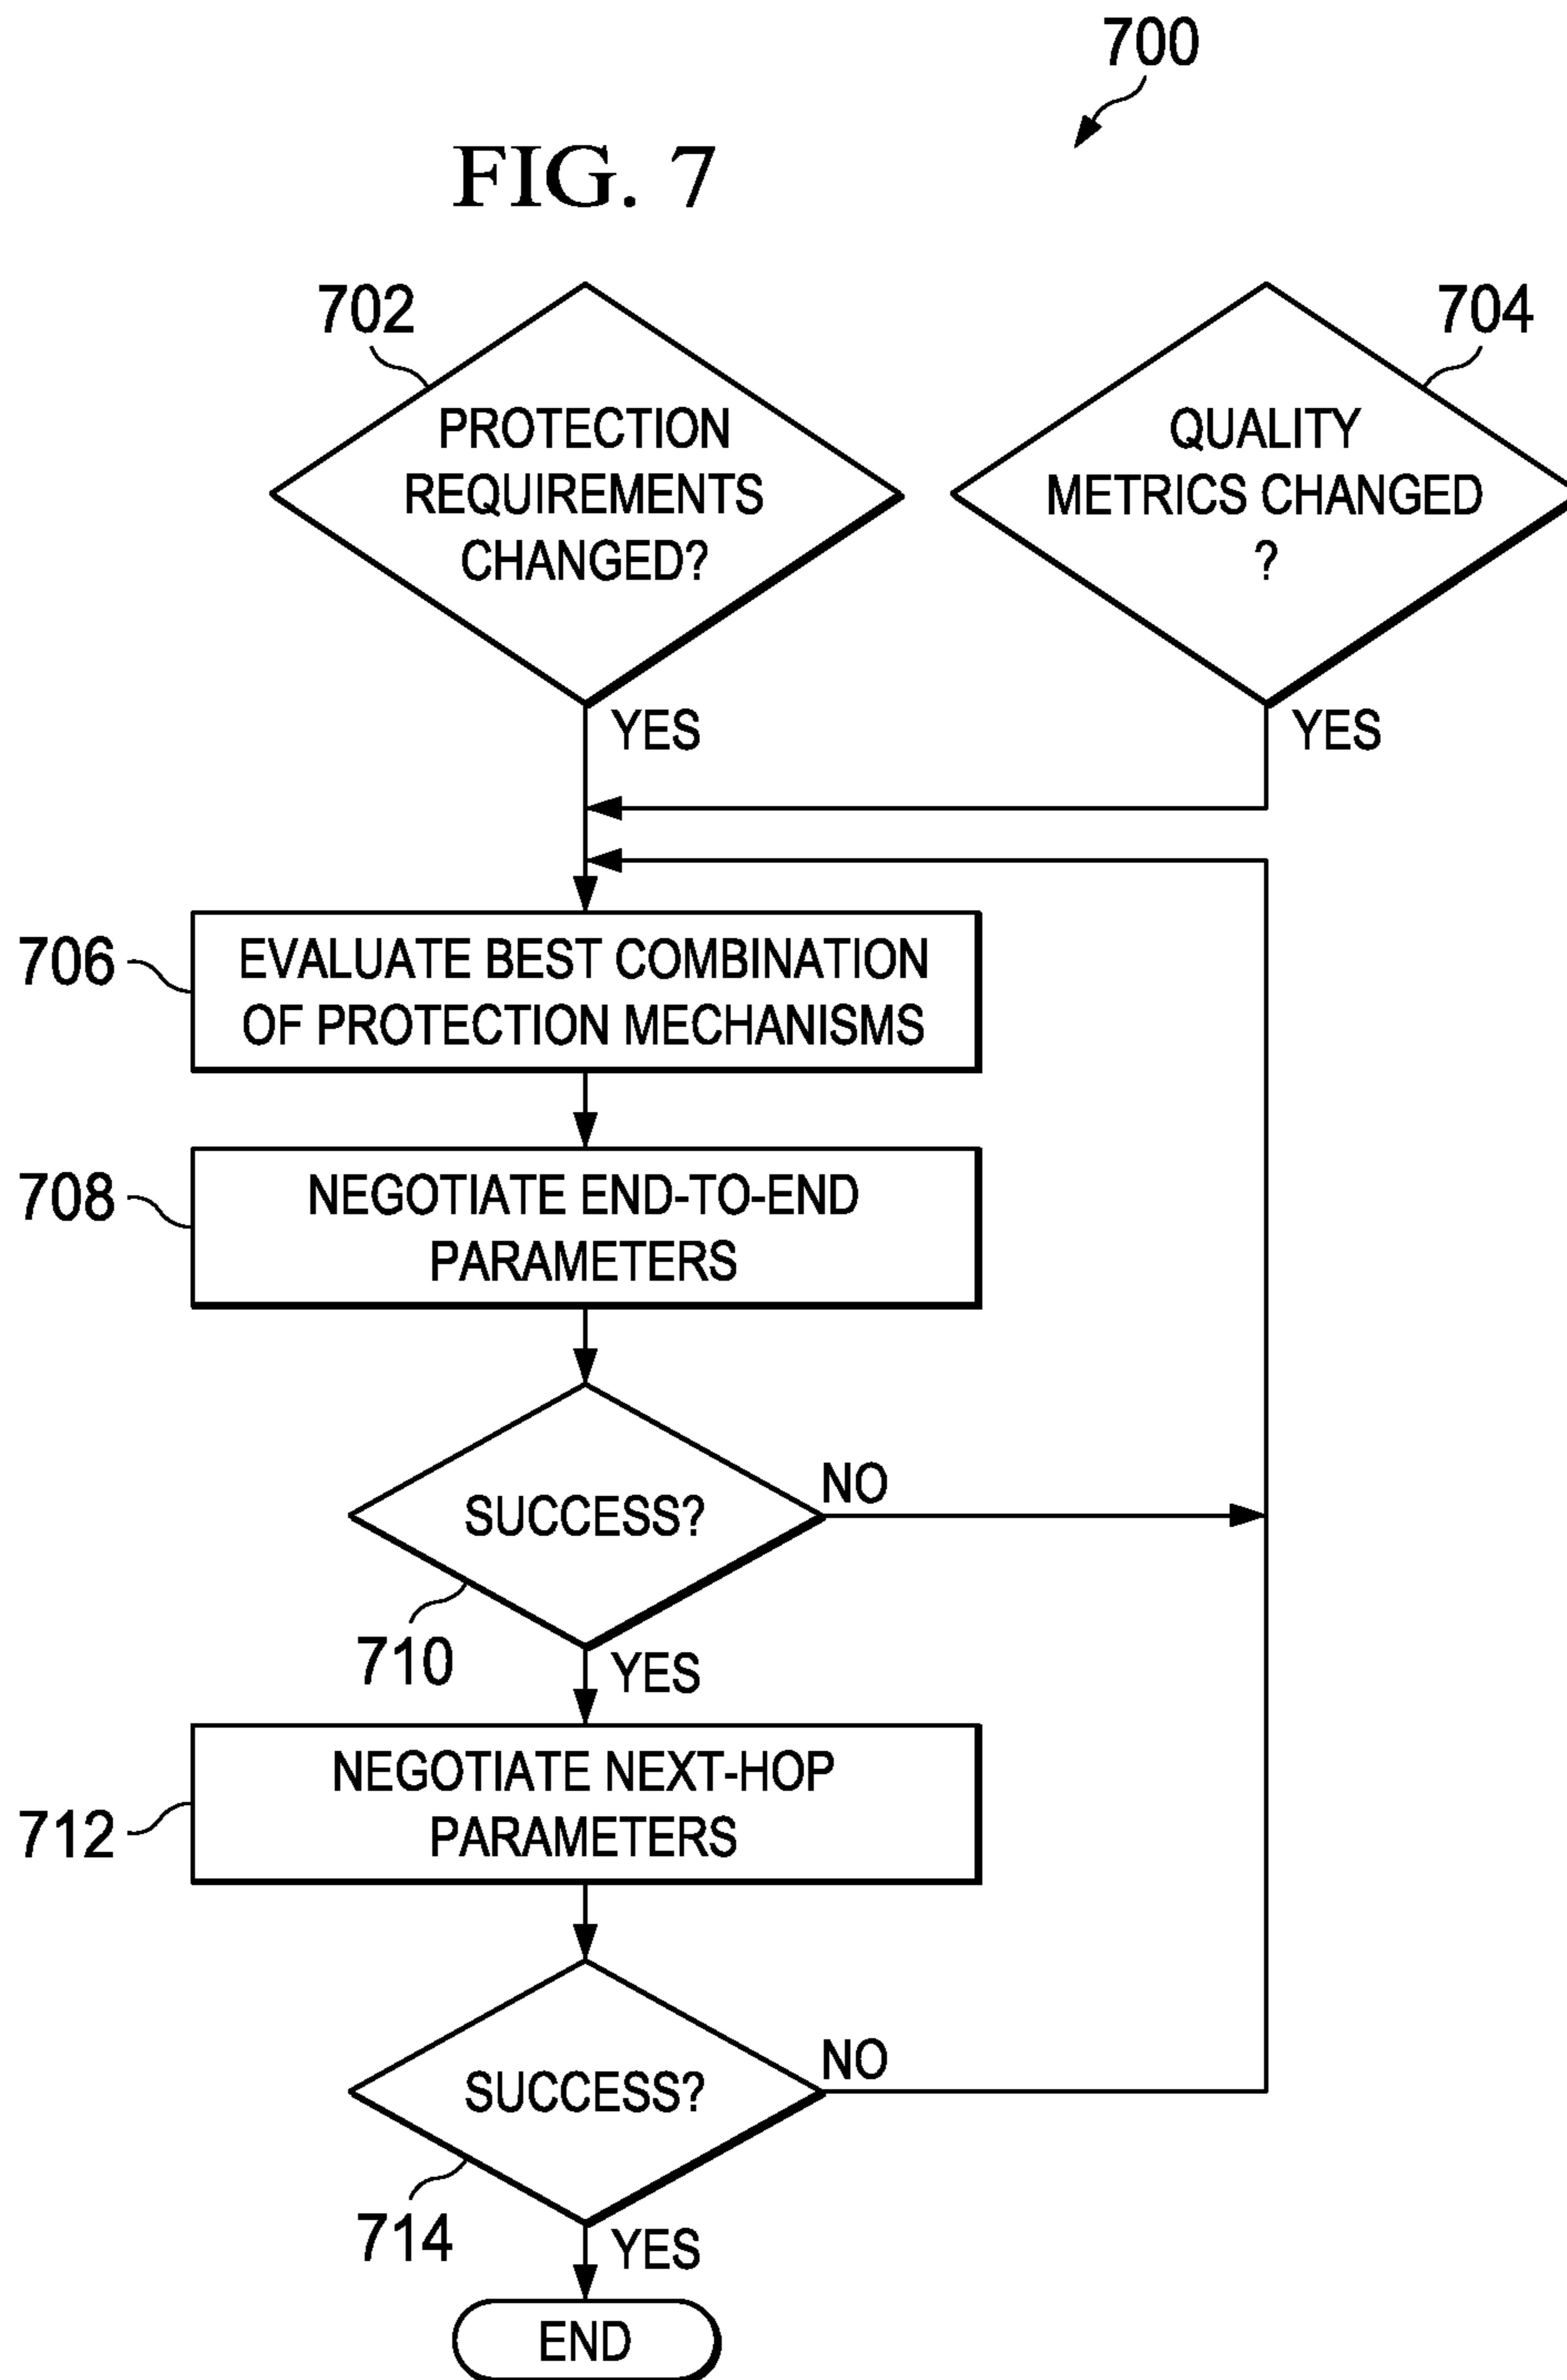 700
FIG. 7
702
704
PROTECTION
REQUIREMENTS
CHANGED?
QUALITY
METRICS CHANGED
?
YES
YES
706
EVALUATE BEST COMBINATION
OF PROTECTION MECHANISMS
708
NEGOTIATE END-TO-END
PARAMETERS
SUCCESS?
NO
710
YES
712
NEGOTIATE NEXT-HOP
PARAMETERS
SUCCESS?
NO
714
YES
END